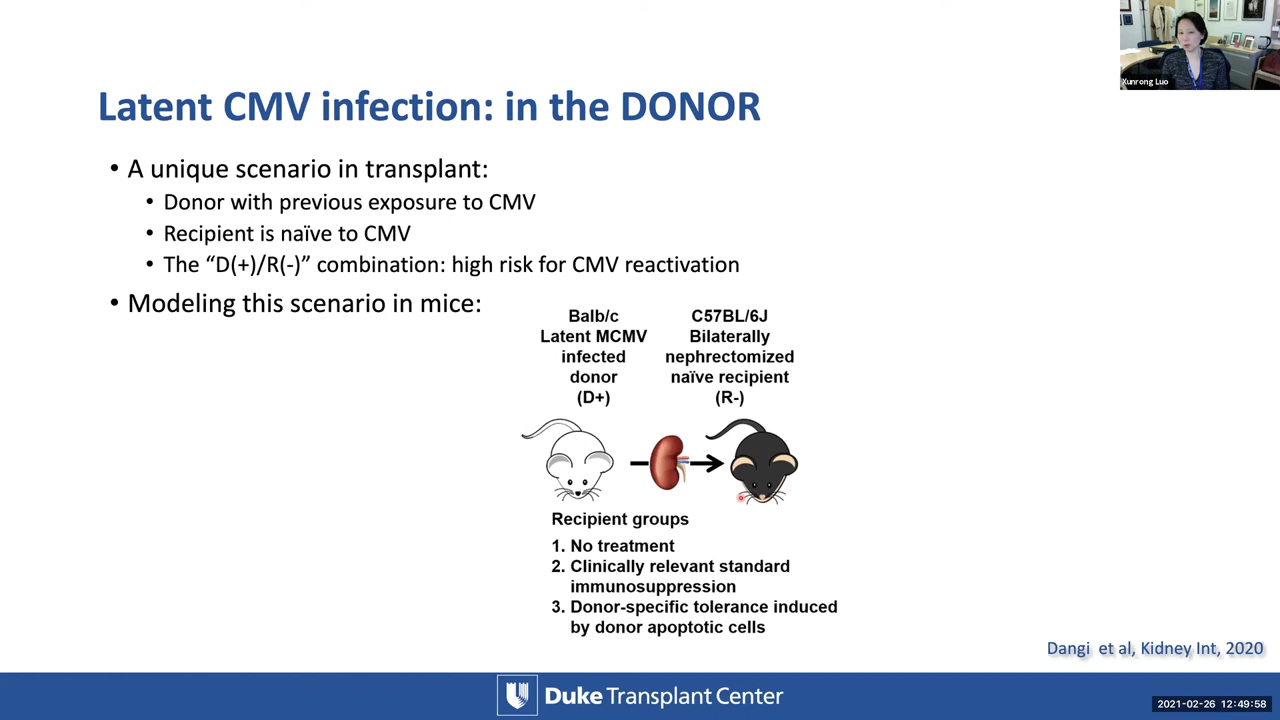 Xunrong Luo
Latent CMV infection: in the DONOR
• A unique scenario in transplant:
• Donor with previous exposure to CMV
• Recipient is naïve to CMV
• The “D(+)/R(-)” combination: high risk for CMV reactivation
• Modeling this scenario in mice:
Balb/c
Latent MCMV
infected
donor
(D+)
C57BL/6J
Bilaterally
nephrectomized
naïve recipient
(R-)
Recipient groups
1. No treatment
2. Clinically relevant standard
immunosuppression
3. Donor-specific tolerance induced
by donor apoptotic cells
Dangi et al, Kidney Int, 2020
Duke Transplant Center
2021-02-26 12:49:58